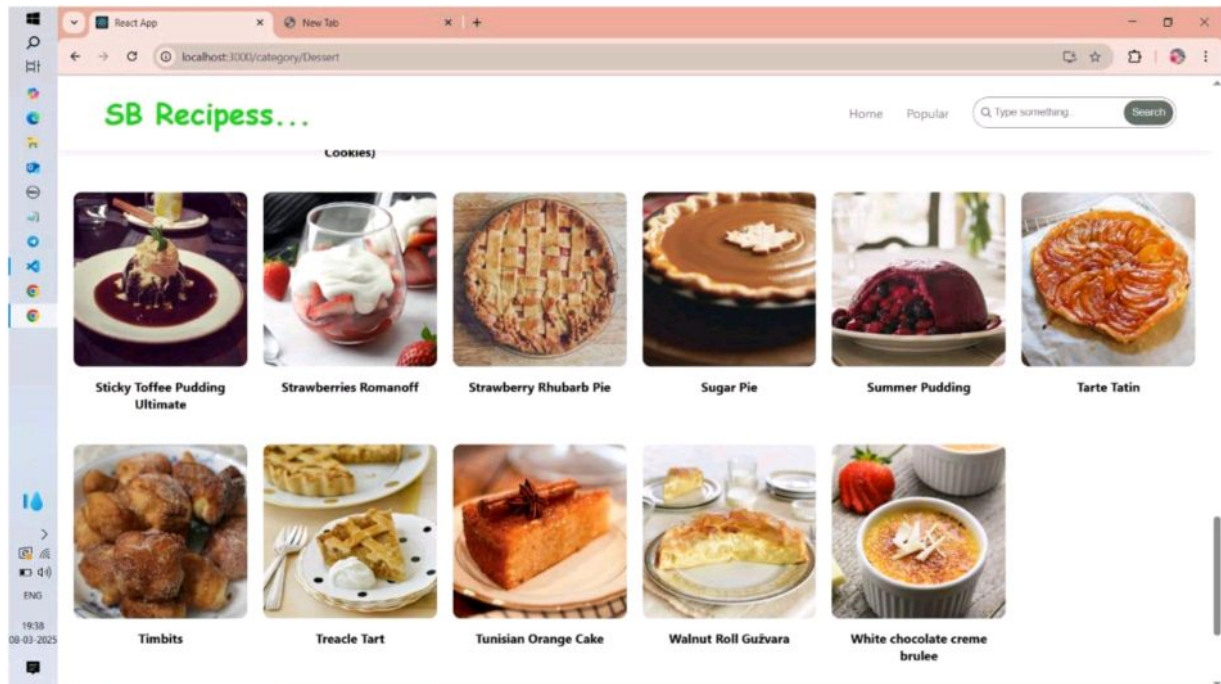 React App
New Tab
localhost:3000/category/Dessert
SB Recipess...
Home
Popular
Type something..
Search
Cookies)
Sticky Toffee Pudding
Ultimate
Strawberries Romanoff
Strawberry Rhubarb Pie
Sugar Pie
Summer Pudding
Tarte Tatin
Timbits
Treacle Tart
Tunisian Orange Cake
Walnut Roll Gužvara
White chocolate creme
brulee
ENG
19:38
08-03-2025